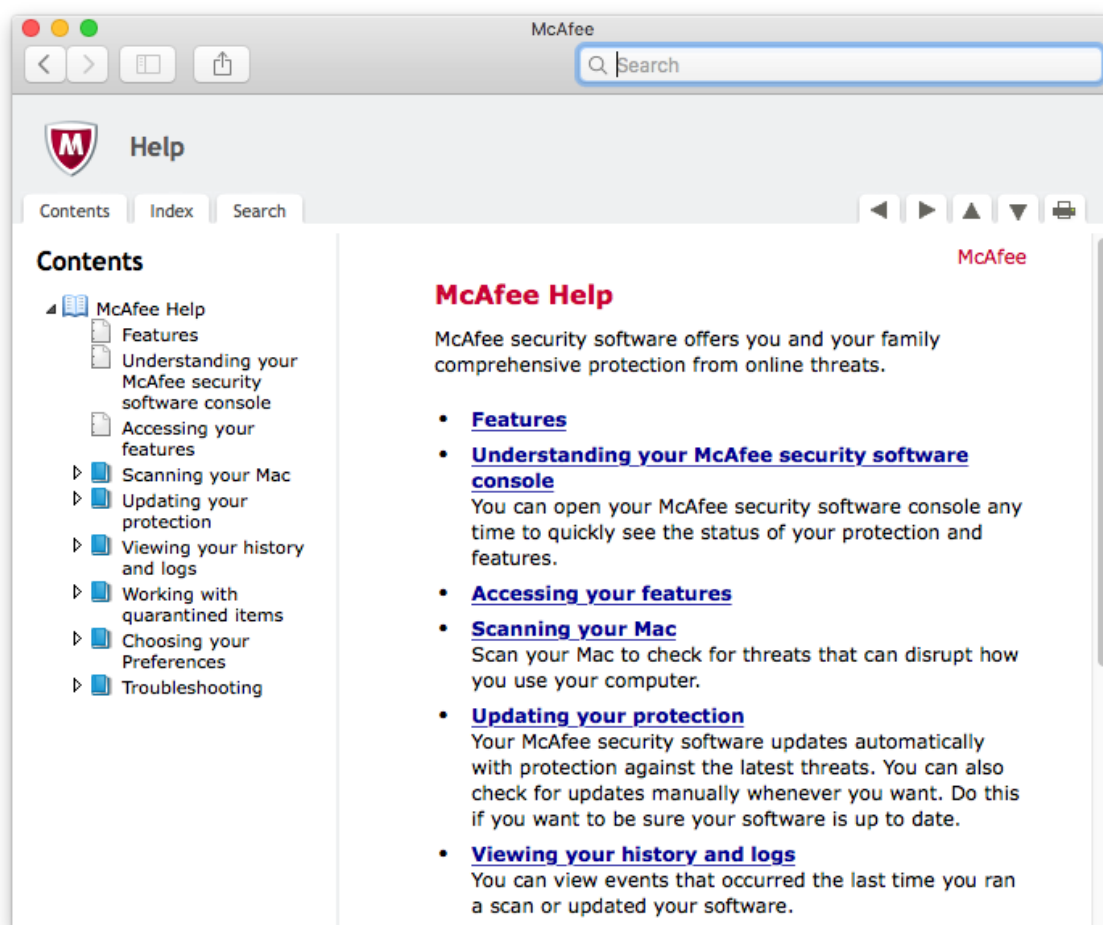 McAfee
Search
M
Help
Contents
Index
Search
Contents
McAfee Help
Features
Understanding your
McAfee security
software console
Accessing your
features
Scanning your Mac
Updating your
protection
Viewing your history
and logs
Working with
quarantined items
Choosing your
Preferences
Troubleshooting
McAfee
McAfee Help
McAfee security software offers you and your family
comprehensive protection from online threats.
• Features
• Understanding your McAfee security software
console
You can open your McAfee security software console any
time to quickly see the status of your protection and
features.
• Accessing your features
• Scanning your Mac
Scan your Mac to check for threats that can disrupt how
you use your computer.
• Updating your protection
Your McAfee security software updates automatically
with protection against the latest threats. You can also
check for updates manually whenever you want. Do this
if you want to be sure your software is up to date.
• Viewing your history and logs
You can view events that occurred the last time you ran
a scan or updated your software.